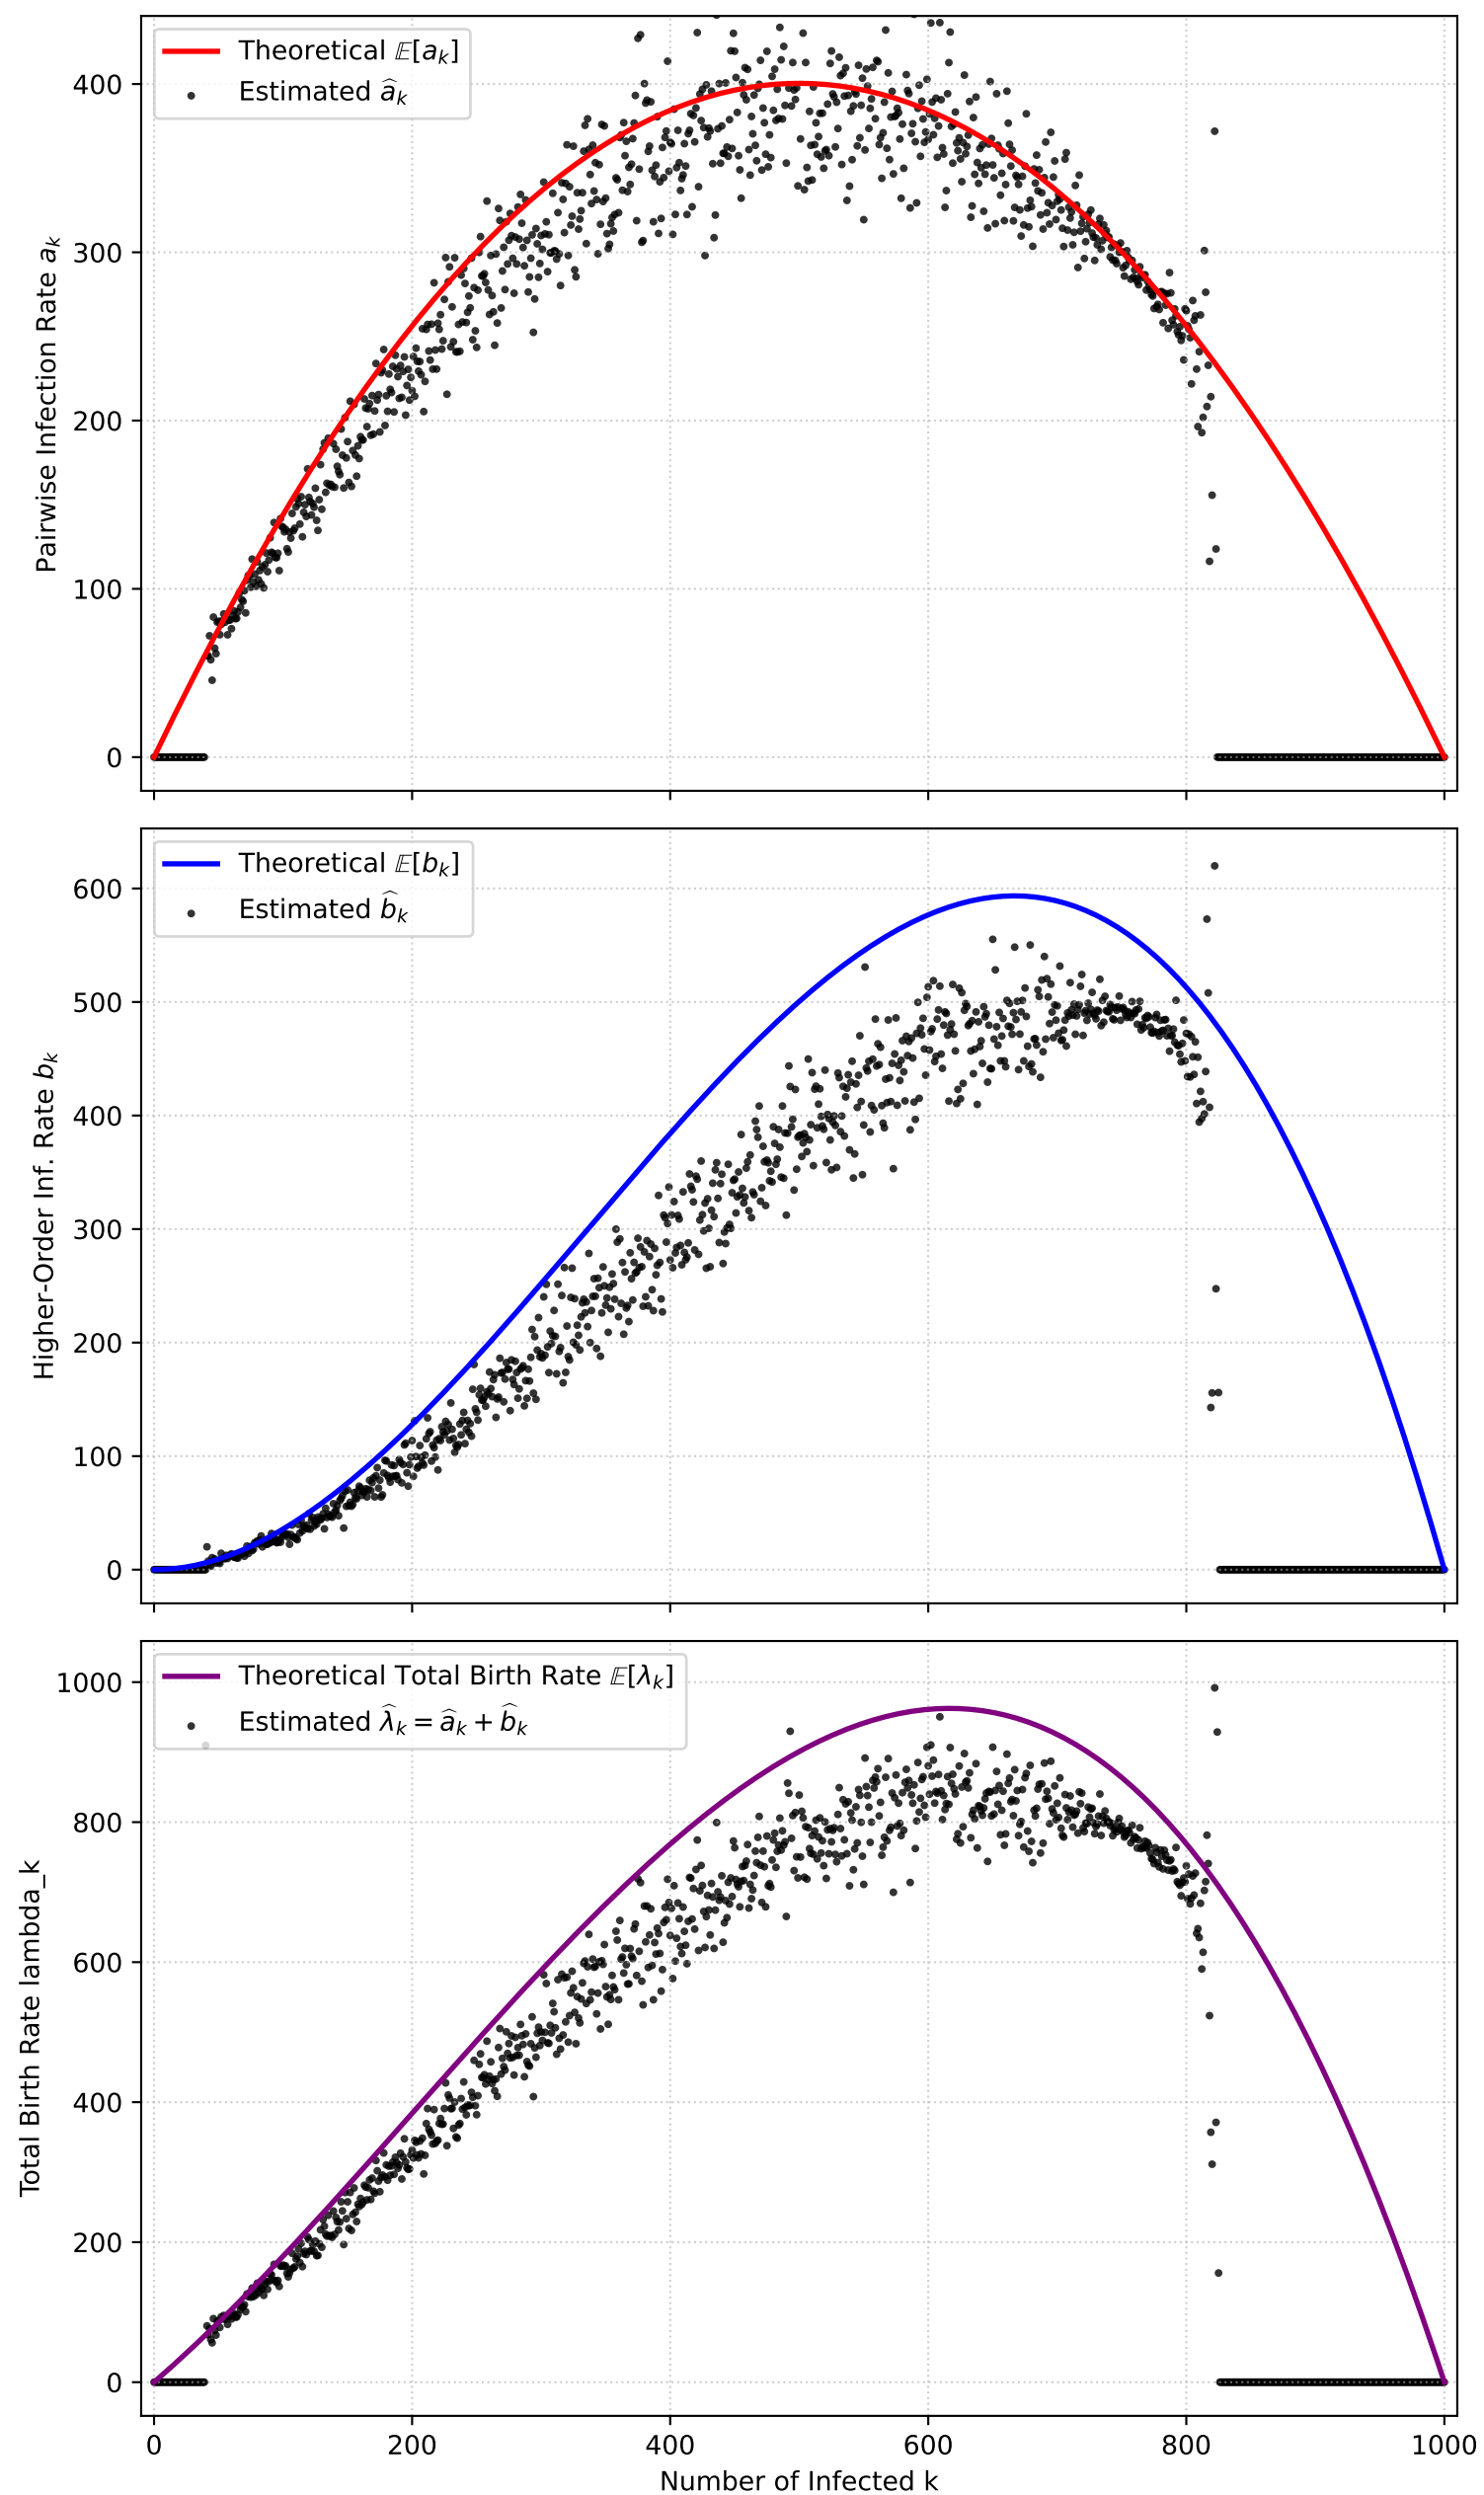 Theoretical 𝔼[a_k]
Estimated â_k
400
300
200
100
0
Pairwise Infection Rate a_k
Theoretical 𝔼[b_k]
Estimated b̂_k
600
500
400
300
200
100
0
Higher-Order Inf. Rate b_k
Theoretical Total Birth Rate 𝔼[λ_k]
Estimated λ̂_k = â_k + b̂_k
1000
800
600
400
200
0
Total Birth Rate lambda_k
0 200 400 600 800 1000
Number of Infected k